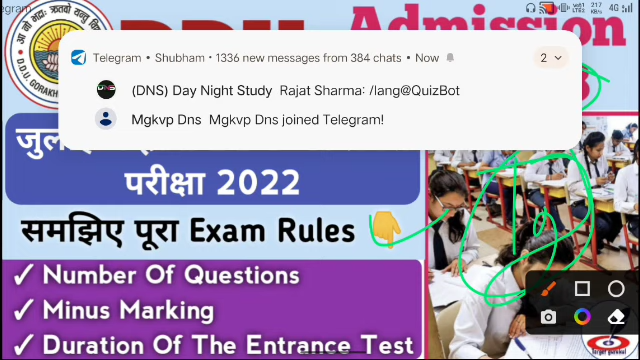 Admission
217
4G
Telegram • Shubham • 1336 new messages from 384 chats • Now
2
(DNS) Day Night Study Rajat Sharma: /lang@QuizBot
Mgkvp Dns Mgkvp Dns joined Telegram!
परीक्षा 2022
समझिए पूरा Exam Rules
✓ Number Of Questions
✓ Minus Marking
✓ Duration Of The Entrance Test